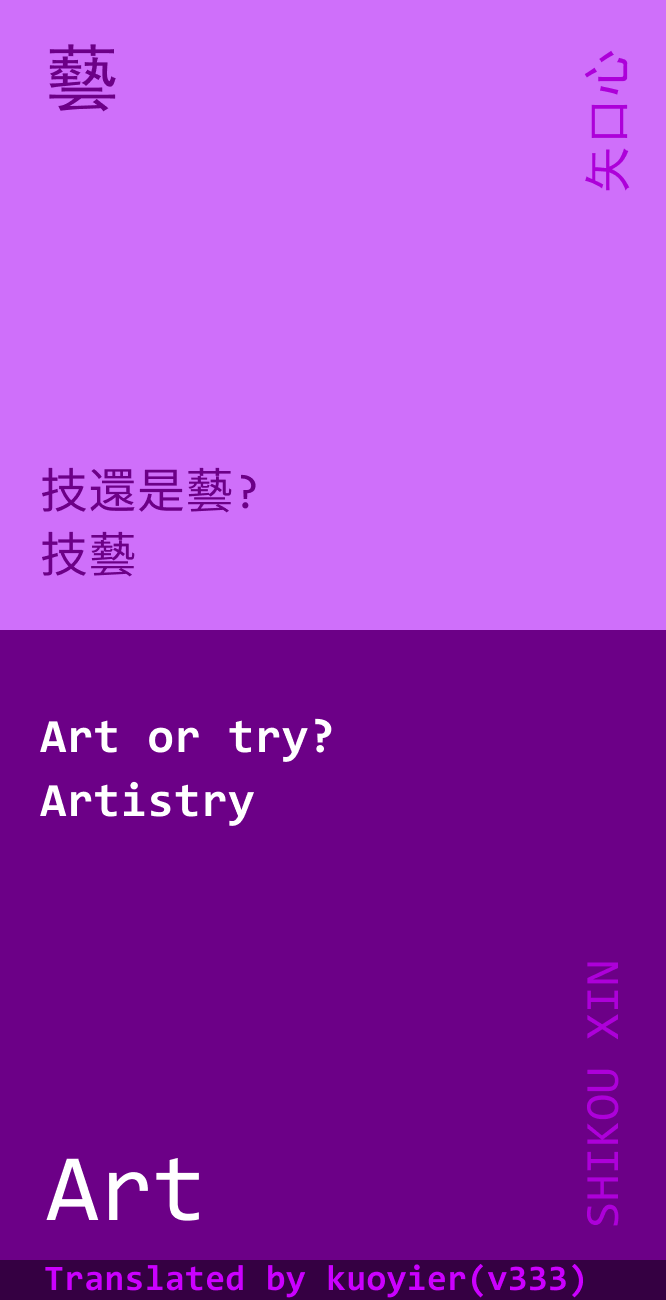 藝
矢口心
技還是藝?
技藝
Art or try?
Artistry
SHIKOU XIN
Art
Translated by kuoyier(v333)